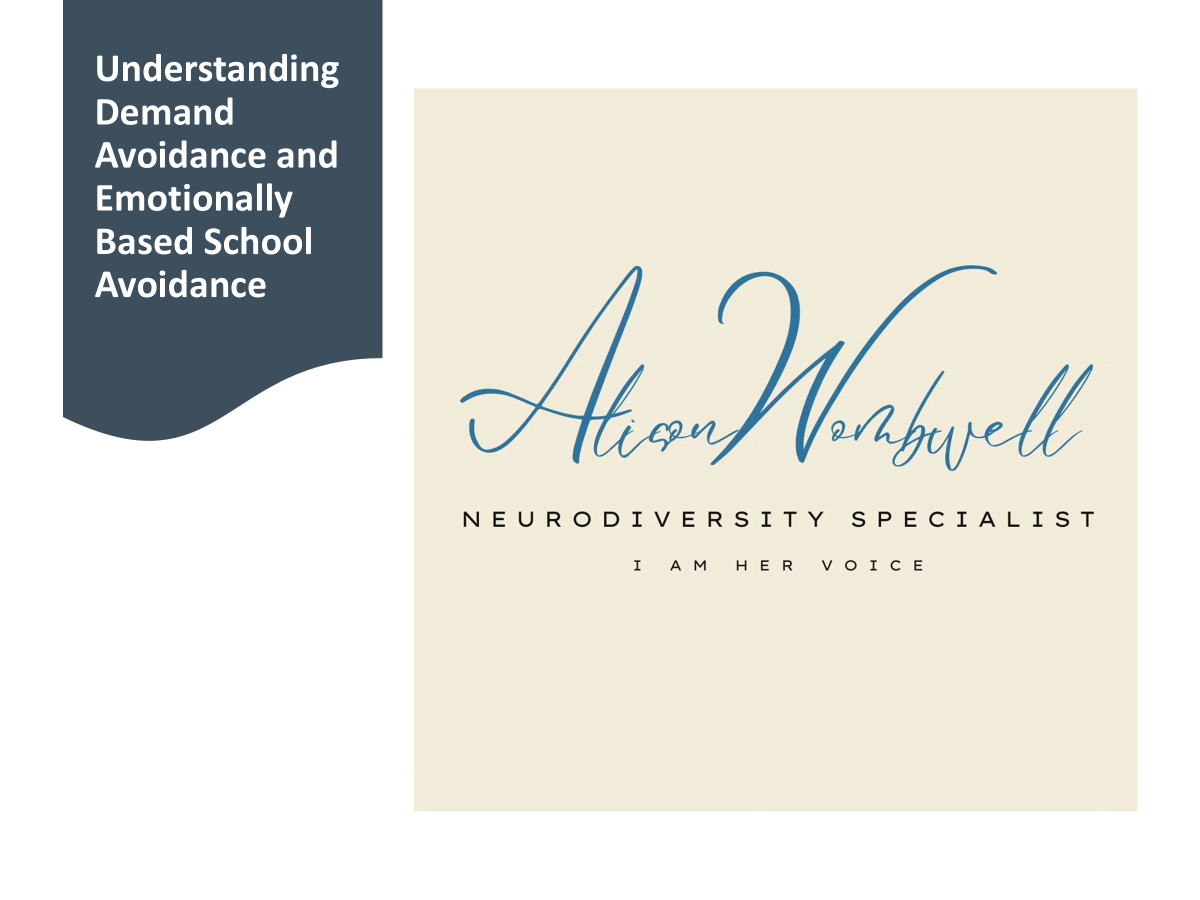 Understanding
Demand
Avoidance and
Emotionally
Based School
Avoidance
Alison Wombwell
NEURODIVERSITY SPECIALIST
I AM HER VOICE